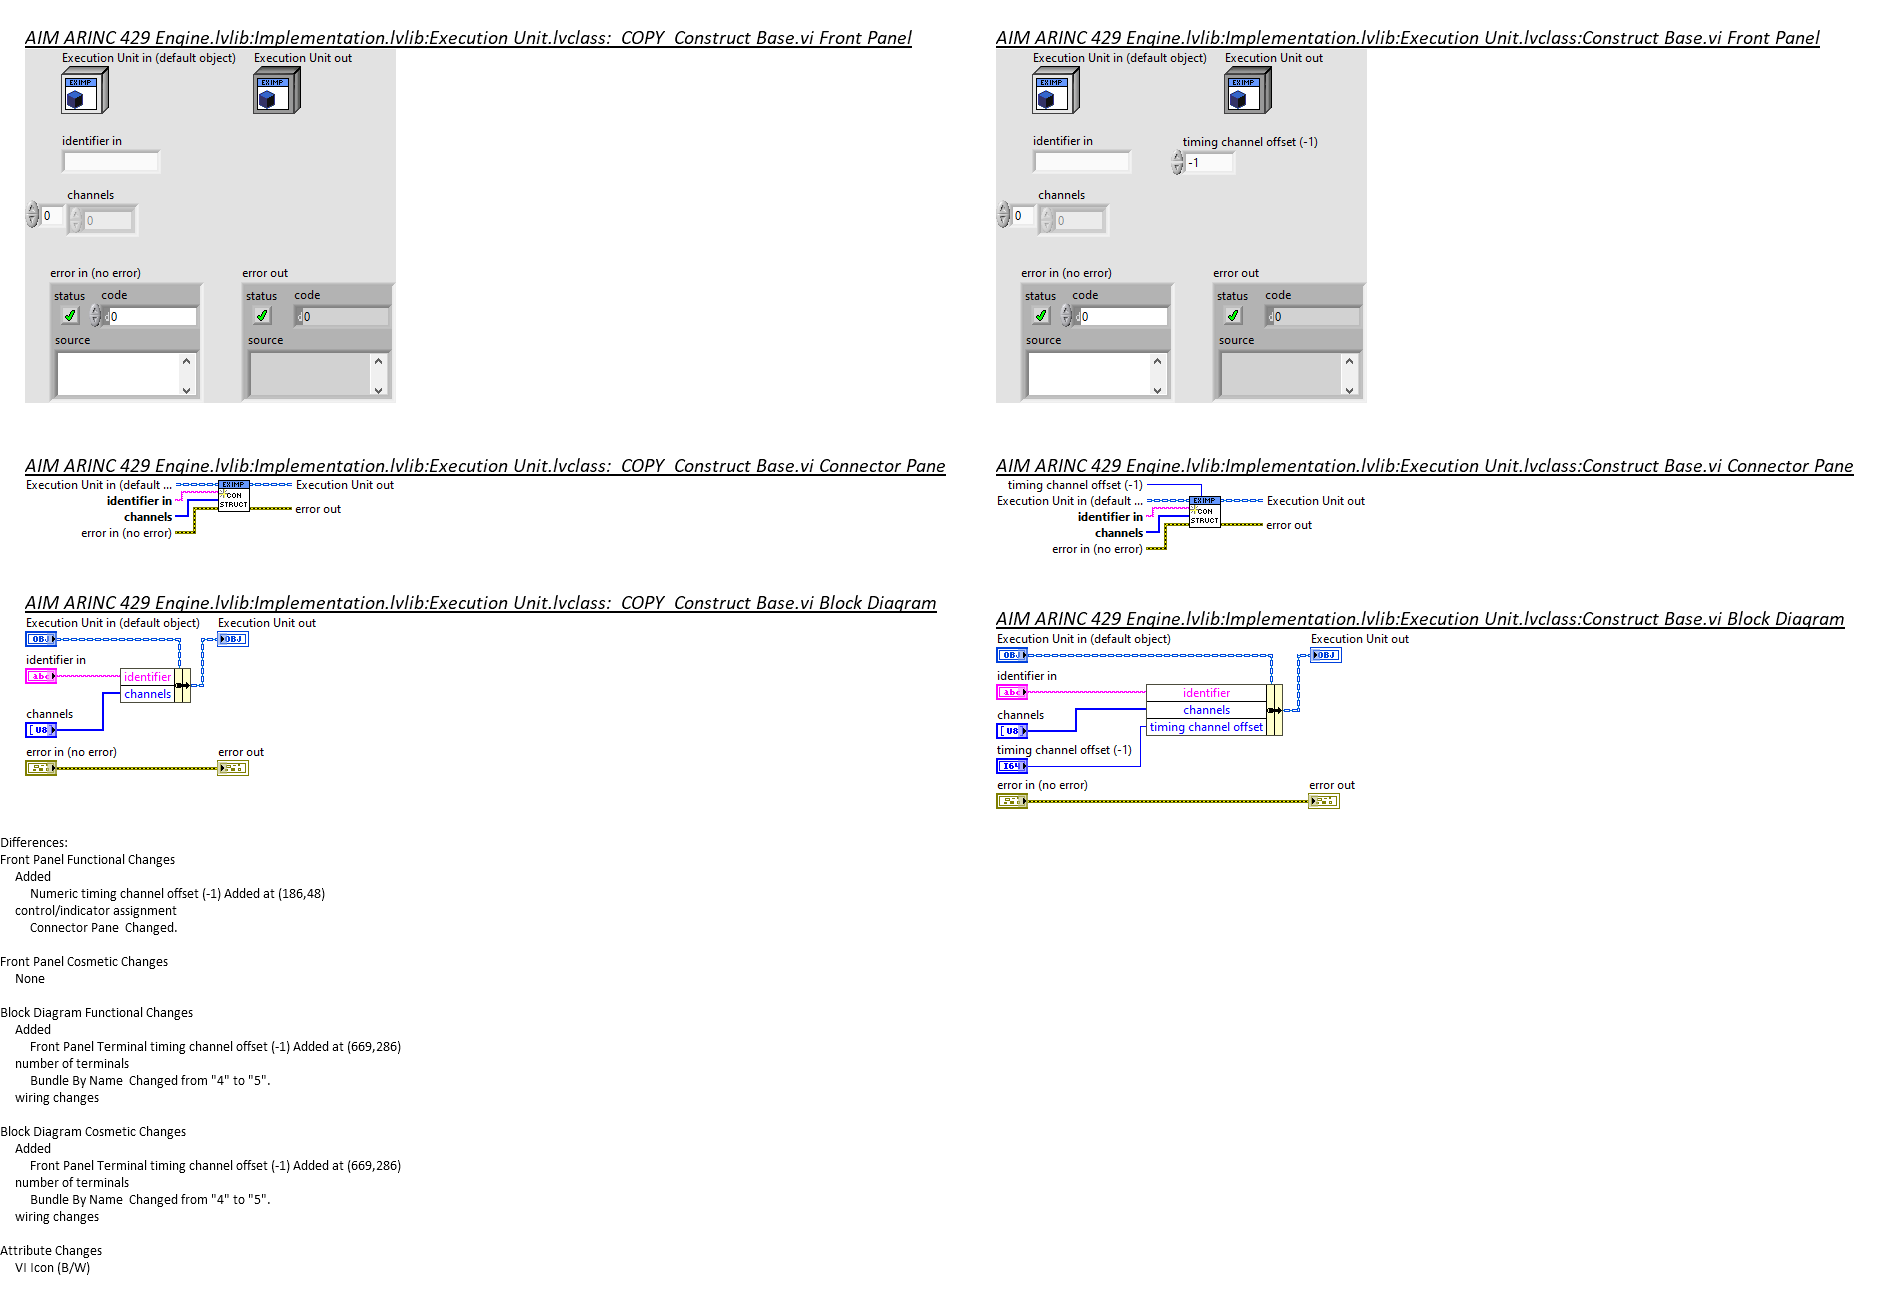 AIM ARINC 429 Engine.lvlib:Implementation.lvlib:Execution Unit.lvclass:_COPY_Construct Base.vi Front Panel
Execution Unit in (default object)
Execution Unit out
EXIMP
EXIMP
identifier in
channels
0
0
error in (no error)
error out
status
code
status
code
d0
d0
source
source
AIM ARINC 429 Engine.lvlib:Implementation.lvlib:Execution Unit.lvclass:_COPY_Construct Base.vi Connector Pane
Execution Unit in (default ...
EXIMP
Execution Unit out
identifier in
CON
STRUCT
channels
error out
error in (no error)
AIM ARINC 429 Engine.lvlib:Implementation.lvlib:Execution Unit.lvclass:_COPY_Construct Base.vi Block Diagram
Execution Unit in (default object)
Execution Unit out
OBJ
OBJ
identifier in
abc
identifier
channels
channels
[U8]
error in (no error)
error out
AIM ARINC 429 Engine.lvlib:Implementation.lvlib:Execution Unit.lvclass:Construct Base.vi Front Panel
Execution Unit in (default object)
Execution Unit out
EXIMP
EXIMP
identifier in
timing channel offset (-1)
-1
channels
0
0
error in (no error)
error out
status
code
status
code
d0
d0
source
source
AIM ARINC 429 Engine.lvlib:Implementation.lvlib:Execution Unit.lvclass:Construct Base.vi Connector Pane
timing channel offset (-1)
Execution Unit in (default ...
EXIMP
Execution Unit out
identifier in
CON
STRUCT
channels
error out
error in (no error)
AIM ARINC 429 Engine.lvlib:Implementation.lvlib:Execution Unit.lvclass:Construct Base.vi Block Diagram
Execution Unit in (default object)
Execution Unit out
OBJ
OBJ
identifier in
abc
identifier
channels
channels
[U8]
timing channel offset
timing channel offset (-1)
I64
error in (no error)
error out
Differences:
Front Panel Functional Changes
Added
Numeric timing channel offset (-1) Added at (186,48)
control/indicator assignment
Connector Pane  Changed.
Front Panel Cosmetic Changes
None
Block Diagram Functional Changes
Added
Front Panel Terminal timing channel offset (-1) Added at (669,286)
number of terminals
Bundle By Name  Changed from "4" to "5".
wiring changes
Block Diagram Cosmetic Changes
Added
Front Panel Terminal timing channel offset (-1) Added at (669,286)
number of terminals
Bundle By Name  Changed from "4" to "5".
wiring changes
Attribute Changes
VI Icon (B/W)